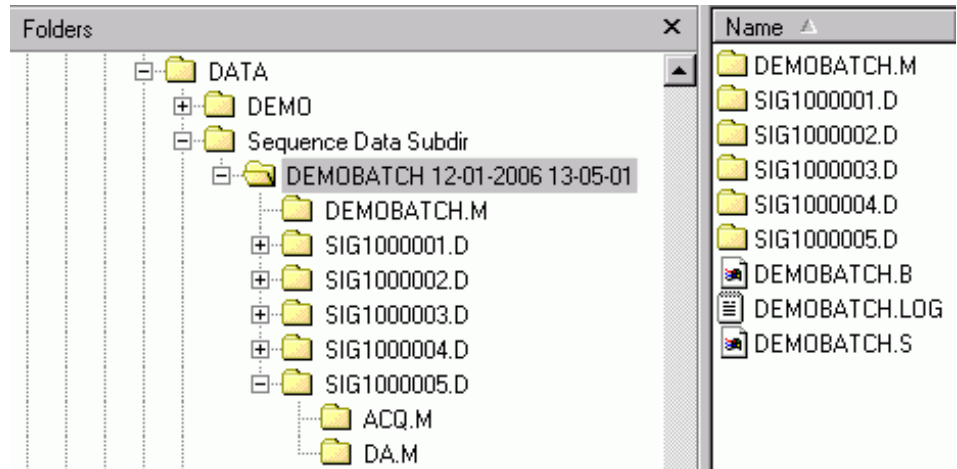 Folders
DATA
DEMO
Sequence Data Subdir
DEMOBATCH 12-01-2006 13-05-01
DEMOBATCH.M
SIG1000001.D
SIG1000002.D
SIG1000003.D
SIG1000004.D
SIG1000005.D
ACQ.M
DA.M
Name
DEMOBATCH.M
SIG1000001.D
SIG1000002.D
SIG1000003.D
SIG1000004.D
SIG1000005.D
DEMOBATCH.B
DEMOBATCH.LOG
DEMOBATCH.S